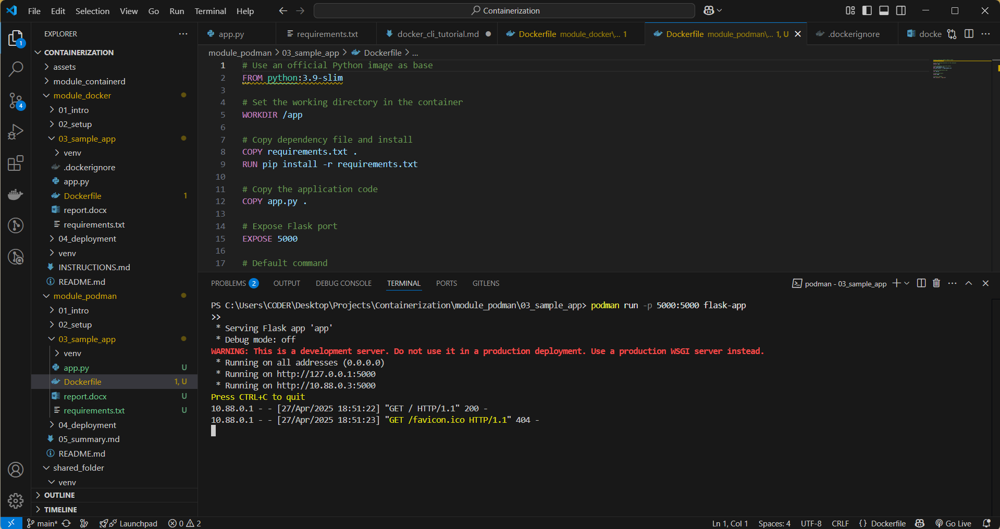 File Edit Selection View Go Run Terminal Help
Containerization
EXPLORER
CONTAINERIZATION
assets
module_containerd
module_docker
01_intro
02_setup
03_sample_app
venv
.dockerignore
app.py
Dockerfile 1
report.docx
requirements.txt
04_deployment
venv
INSTRUCTIONS.md
README.md
module_podman
01_intro
02_setup
03_sample_app
venv
app.py U
Dockerfile 1, U
report.docx U
requirements.txt U
04_deployment
05_summary.md
README.md
shared_folder
venv
OUTLINE
TIMELINE
1
4
app.py requirements.txt docker_cli_tutorial.md Dockerfile module_docker\... 1 Dockerfile module_podman\... 1, U .dockerignore docke
module_podman > 03_sample_app > Dockerfile > ...
1 # Use an official Python image as base
2 FROM python:3.9-slim
3
4 # Set the working directory in the container
5 WORKDIR /app
6
7 # Copy dependency file and install
8 COPY requirements.txt .
9 RUN pip install -r requirements.txt
10
11 # Copy the application code
12 COPY app.py .
13
14 # Expose Flask port
15 EXPOSE 5000
16
17 # Default command
PROBLEMS 2 OUTPUT DEBUG CONSOLE TERMINAL PORTS GITLENS
podman - 03_sample_app
PS C:\Users\CODER\Desktop\Projects\Containerization\module_podman\03_sample_app> podman run -p 5000:5000 flask-app
>>
* Serving Flask app 'app'
* Debug mode: off
WARNING: This is a development server. Do not use it in a production deployment. Use a production WSGI server instead.
* Running on all addresses (0.0.0.0)
* Running on http://127.0.0.1:5000
* Running on http://10.88.0.3:5000
Press CTRL+C to quit
10.88.0.1 - - [27/Apr/2025 18:51:22] "GET / HTTP/1.1" 200 -
10.88.0.1 - - [27/Apr/2025 18:51:23] "GET /favicon.ico HTTP/1.1" 404 -
main* Launchpad 0 2
Ln 1, Col 1 Spaces: 4 UTF-8 CRLF {} Dockerfile Go Live